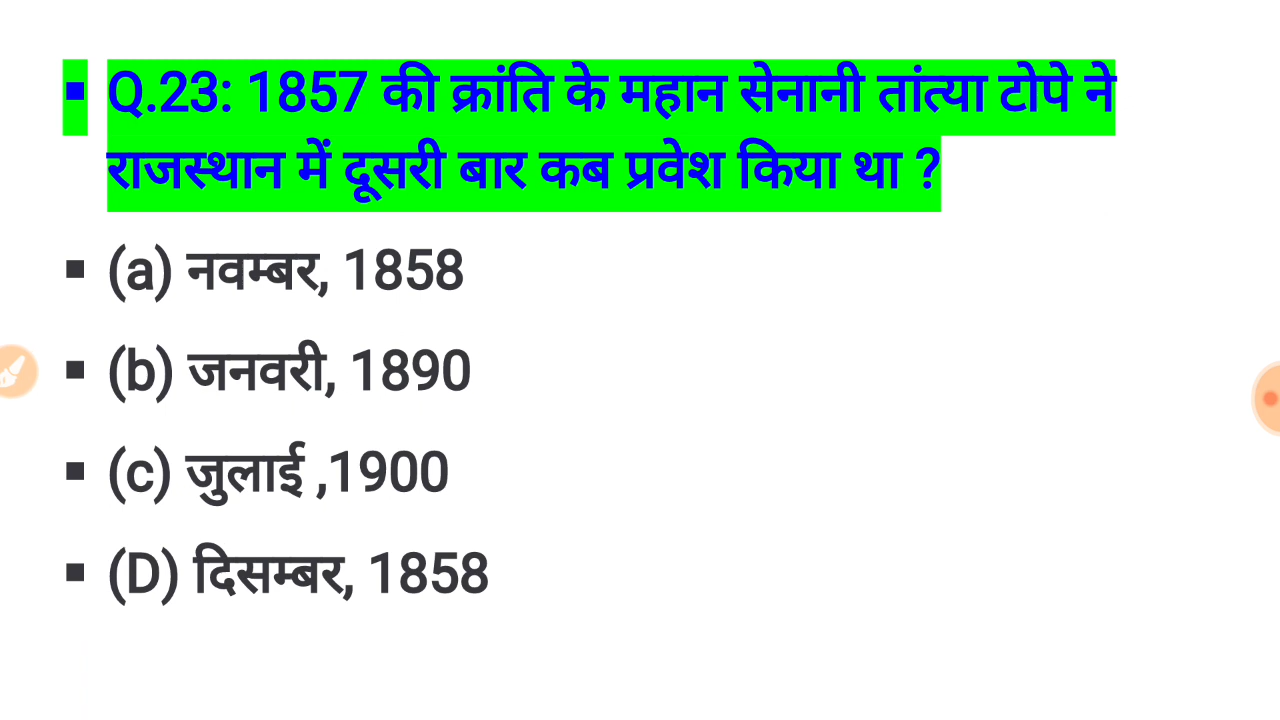 ▪ Q.23: 1857 की क्रांति के महान सेनानी तांत्या टोपे ने
राजस्थान में दूसरी बार कब प्रवेश किया था ?
▪ (a) नवम्बर, 1858
▪ (b) जनवरी, 1890
▪ (c) जुलाई ,1900
▪ (D) दिसम्बर, 1858